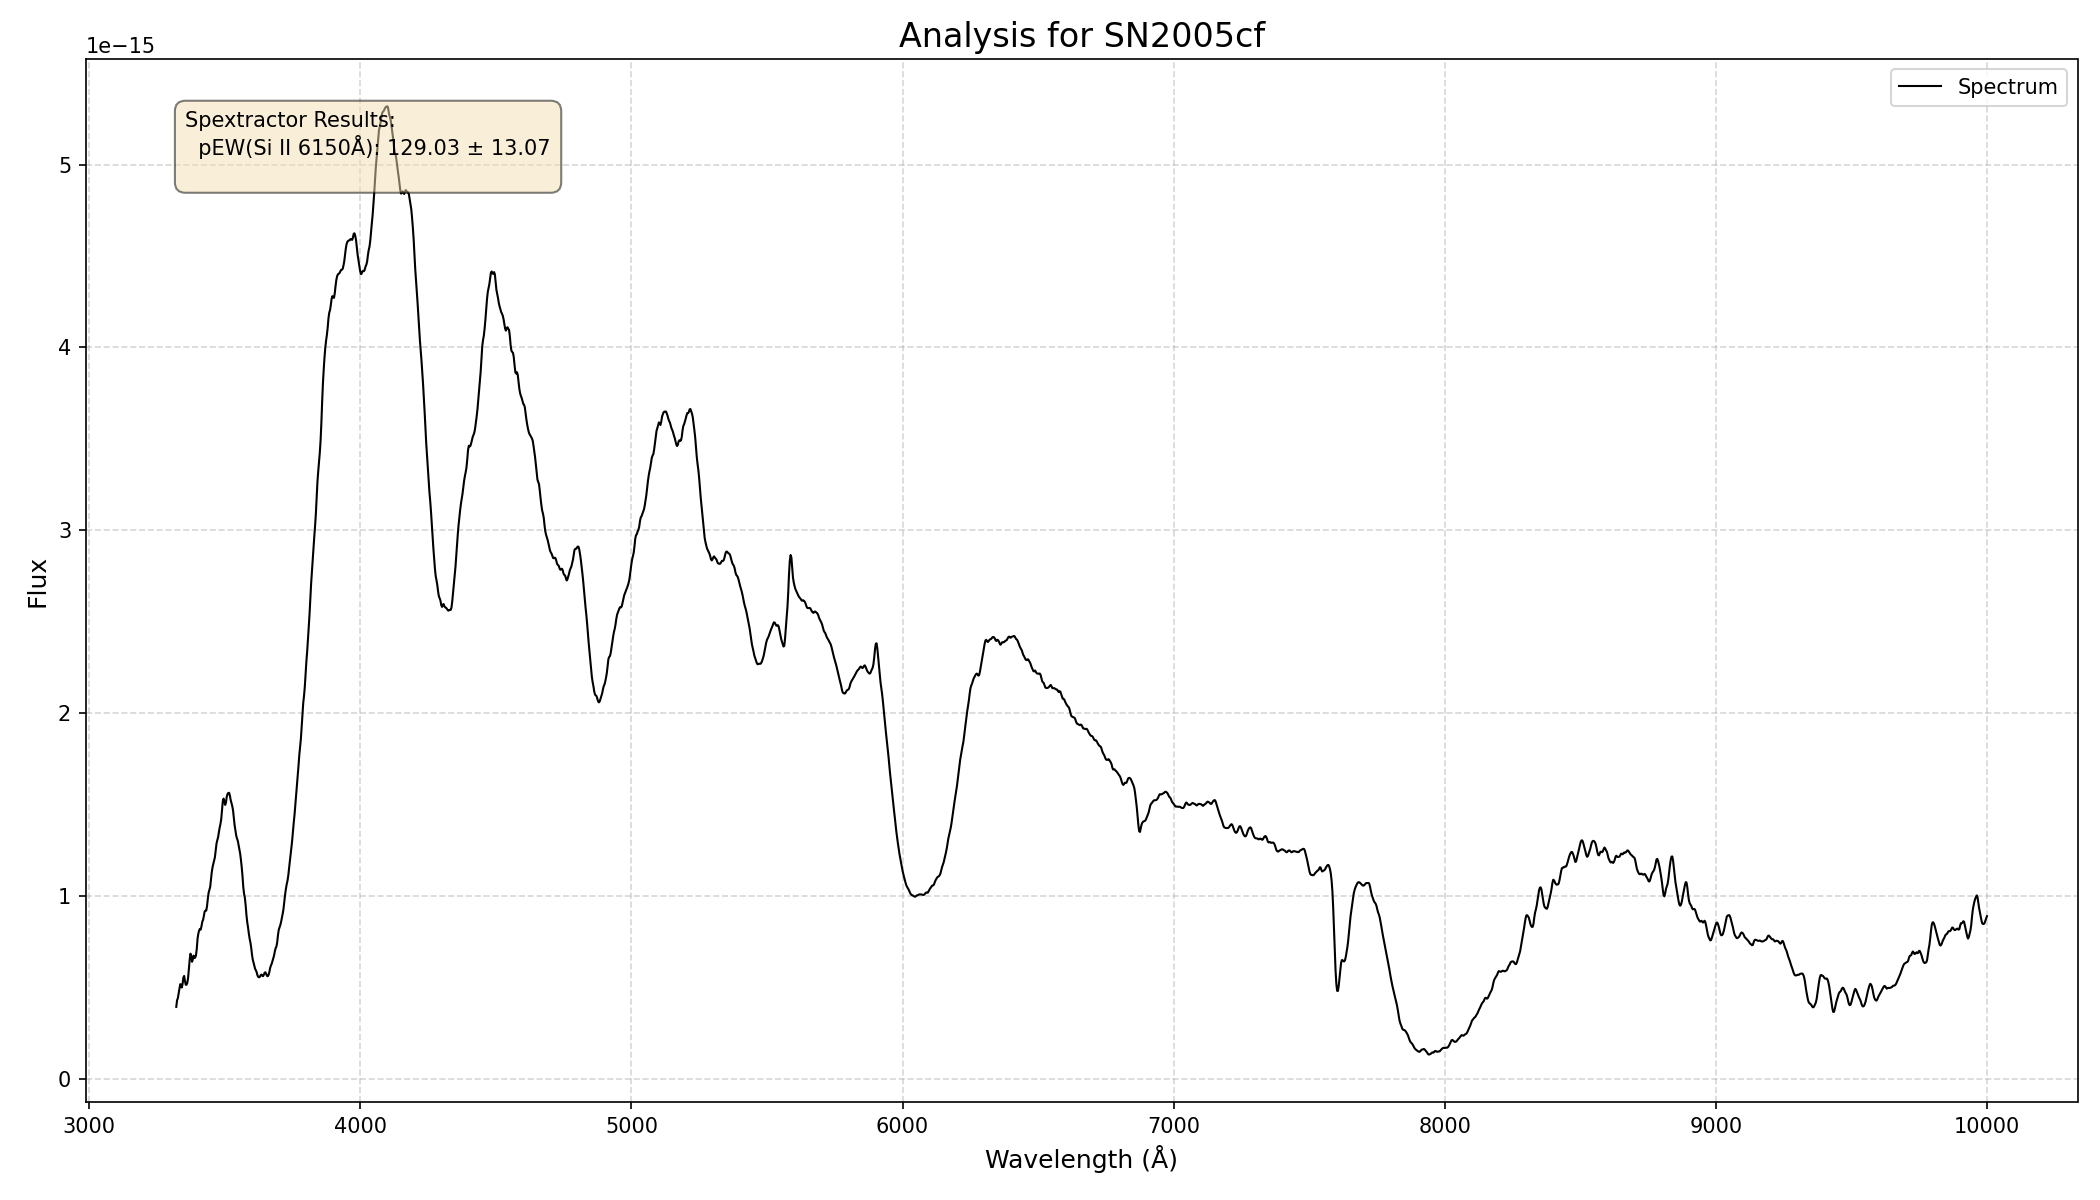 Analysis for SN2005cf
1e−15
Spectrum
Spextractor Results:
pEW(Si II 6150Å): 129.03 ± 13.07
5
4
3
2
1
0
Flux
3000 4000 5000 6000 7000 8000 9000 10000
Wavelength (Å)